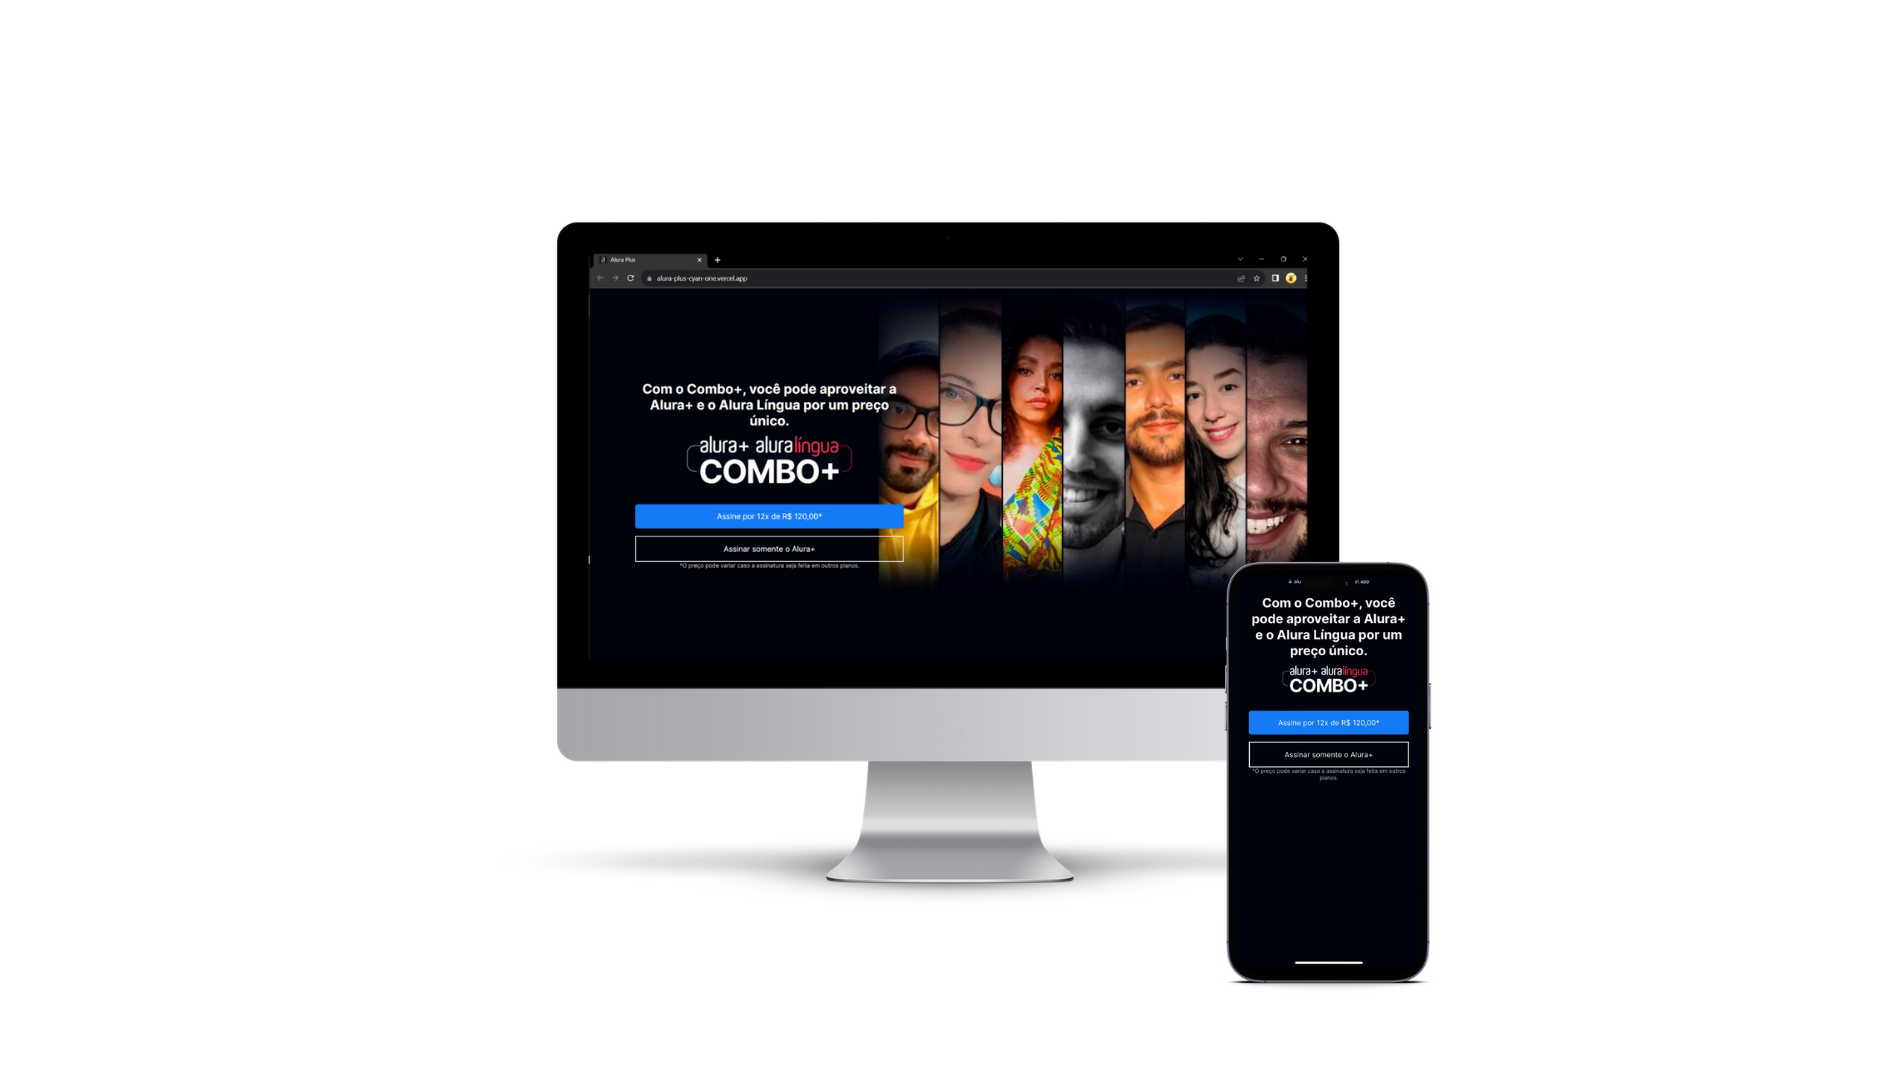 Alura Plus
alura-plus-cyan-one.vercel.app
Com o Combo+, você pode aproveitar a
Alura+ e o Alura Língua por um preço
único.
alura+ aluralíngua
COMBO+
Assine por 12x de R$ 120,00*
Assinar somente o Alura+
*O preço pode variar caso a assinatura seja feita em outros planos.
alu el.app
Com o Combo+, você
pode aproveitar a Alura+
e o Alura Língua por um
preço único.
alura+ aluralíngua
COMBO+
Assine por 12x de R$ 120,00*
Assinar somente o Alura+
*O preço pode variar caso a assinatura seja feita em outros
planos.